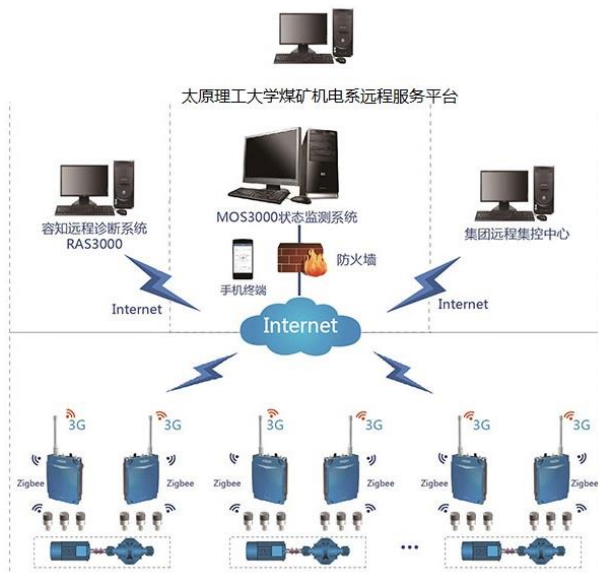 太原理工大学煤矿机电系远程服务平台
容知远程诊断系统
RAS3000
MOS3000状态监测系统
集团远程集控中心
手机终端
防火墙
Internet
Internet
Internet
3G
3G
3G
3G
3G
3G
Zigbee
Zigbee
Zigbee
Zigbee
Zigbee
Zigbee
...